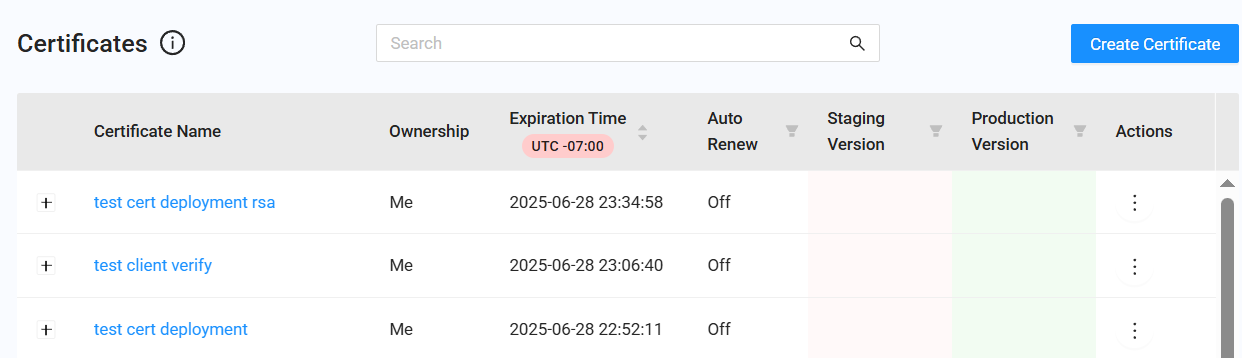 Certificates
Search
Create Certificate
Certificate Name
Ownership
Expiration Time
UTC -07:00
Auto
Renew
Staging
Version
Production
Version
Actions
test cert deployment rsa
Me
2025-06-28 23:34:58
Off
test client verify
Me
2025-06-28 23:06:40
Off
test cert deployment
Me
2025-06-28 22:52:11
Off